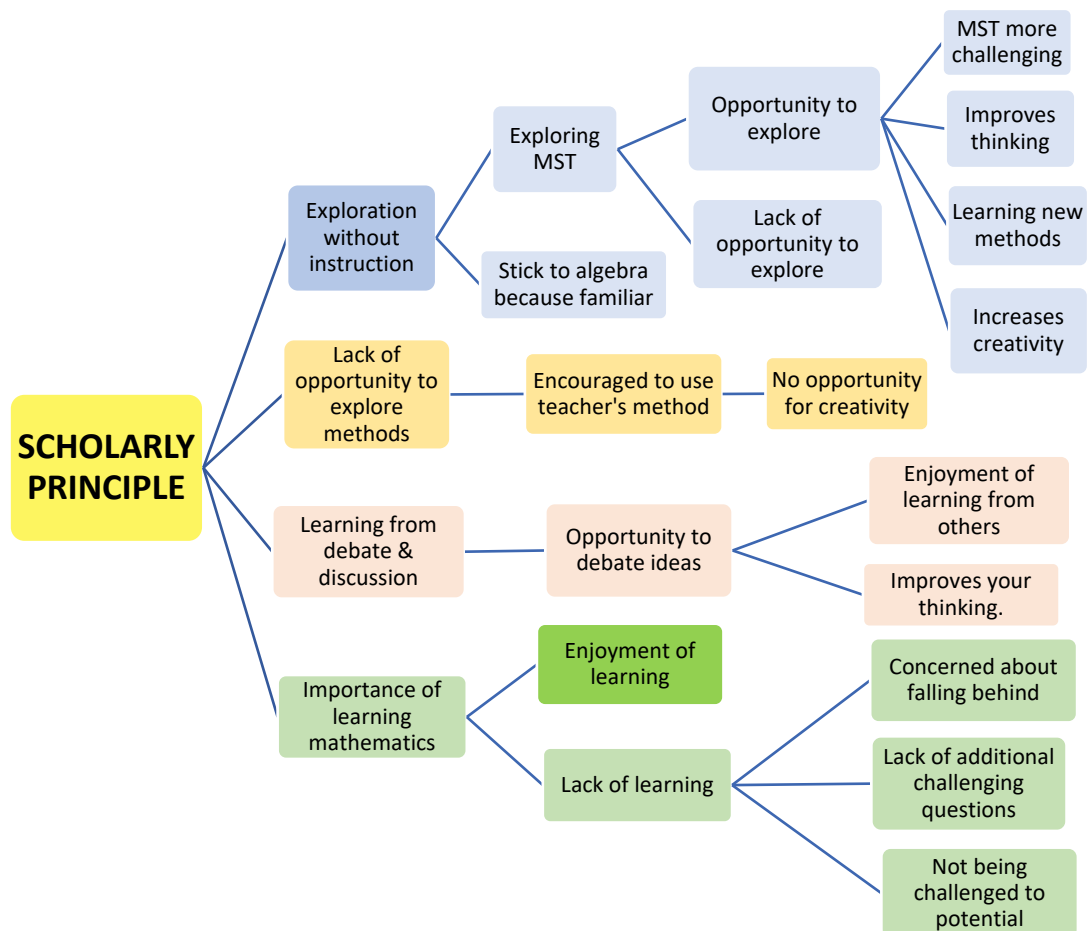 MST more
challenging
Opportunity to
explore
Improves
thinking
Exploring
MST
Learning new
methods
Exploration
without
instruction
Lack of
opportunity to
explore
Stick to algebra
because familiar
Increases
creativity
Lack of
opportunity to
explore
methods
Encouraged to use
teacher's method
No opportunity
for creativity
SCHOLARLY
PRINCIPLE
Learning from
debate &
discussion
Opportunity to
debate ideas
Enjoyment of
learning from
others
Improves your
thinking.
Importance of
learning
mathematics
Enjoyment of
learning
Lack of learning
Concerned about
falling behind
Lack of additional
challenging
questions
Not being
challenged to
potential